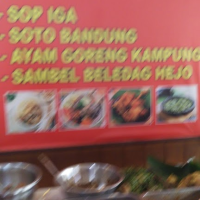 - SOP IGA
- SOTO BANDUNG
- AYAM GORENG KAMPUNG
- SAMBEL BELEDAG HEJO